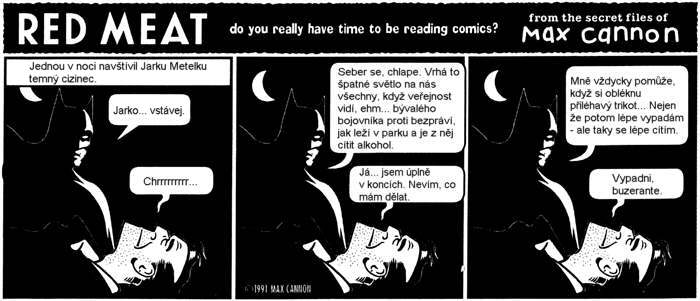 RED MEAT
do you really have time to be reading comics?
from the secret files of
Max cannon
Jednou v noci navštívil Jarku Metelku
temný cizinec.
Jarko... vstávej.
Chrrrrrrrrr...
Seber se, chlape. Vrhá to
špatné světlo na nás
všechny, když veřejnost
vidí, ehm... bývalého
bojovníka proti bezpráví,
jak leží v parku a je z něj
cítit alkohol.
Já... jsem úplně
v koncích. Nevím, co
mám dělat.
©1991 MAX CANNON
Mně vždycky pomůže,
když si obléknu
přiléhavý trikot... Nejen
že potom lépe vypadám
- ale taky se lépe cítím.
Vypadni,
buzerante.